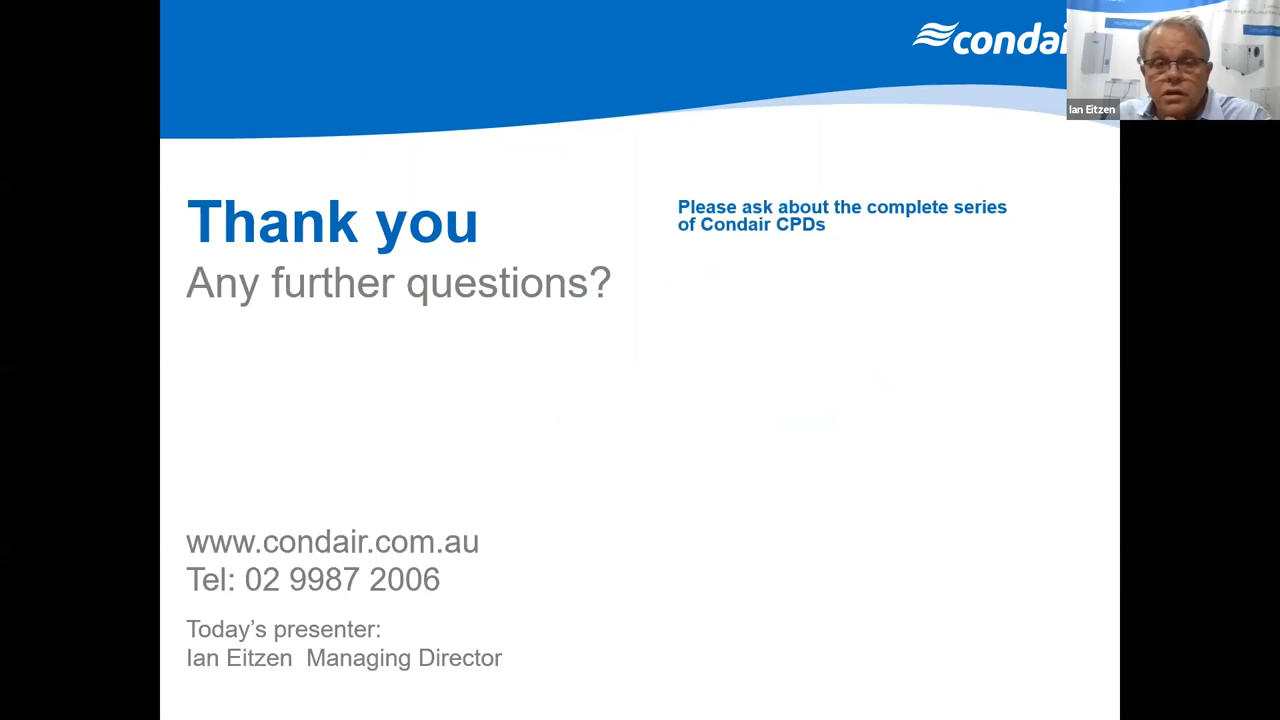 condai
Ian Eitzen
Thank you
Any further questions?
Please ask about the complete series
of Condair CPDs
www.condair.com.au
Tel: 02 9987 2006
Today’s presenter:
Ian Eitzen  Managing Director